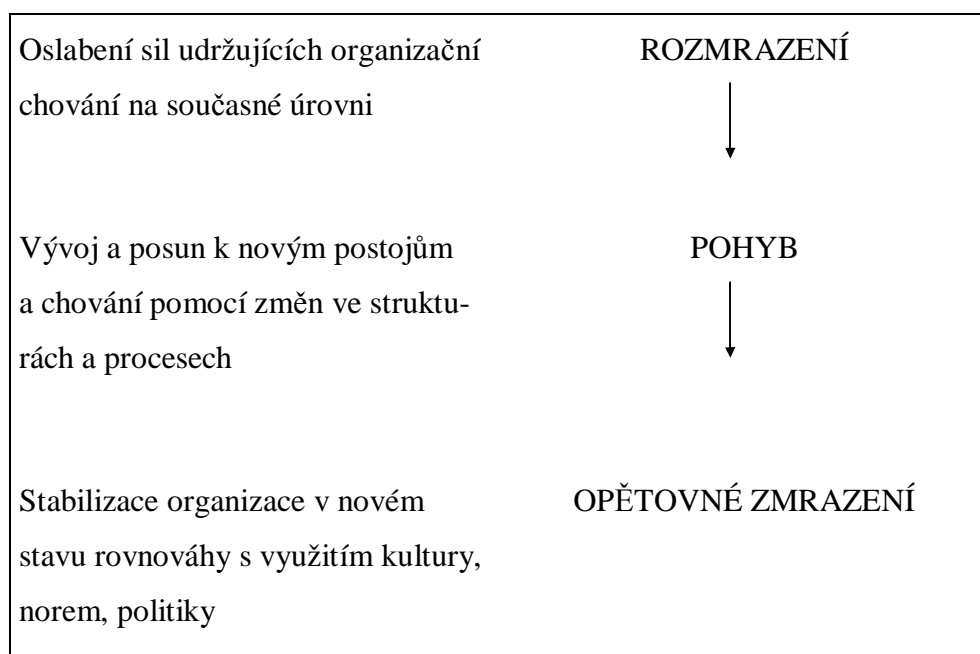 Oslabení sil udržujících organizační ROZMRAZENÍ
chování na současné úrovni
Vývoj a posun k novým postojům POHYB
a chování pomocí změn ve struktu-
rách a procesech
Stabilizace organizace v novém OPĚTOVNÉ ZMRAZENÍ
stavu rovnováhy s využitím kultury,
norem, politiky